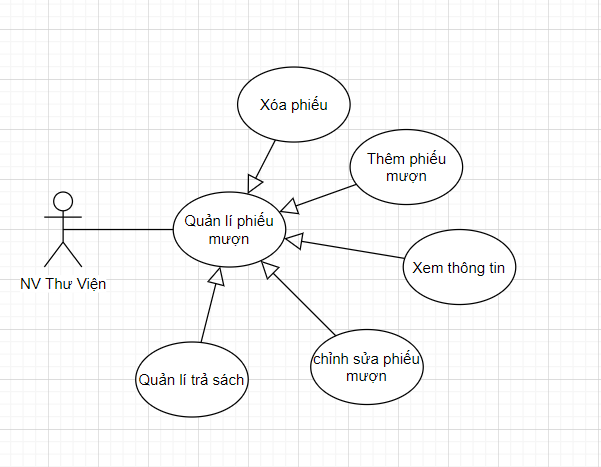 Xóa phiếu
Thêm phiếu
mượn
Quản lí phiếu
mượn
Xem thông tin
NV Thư Viện
chỉnh sửa phiếu
mượn
Quản lí trả sách